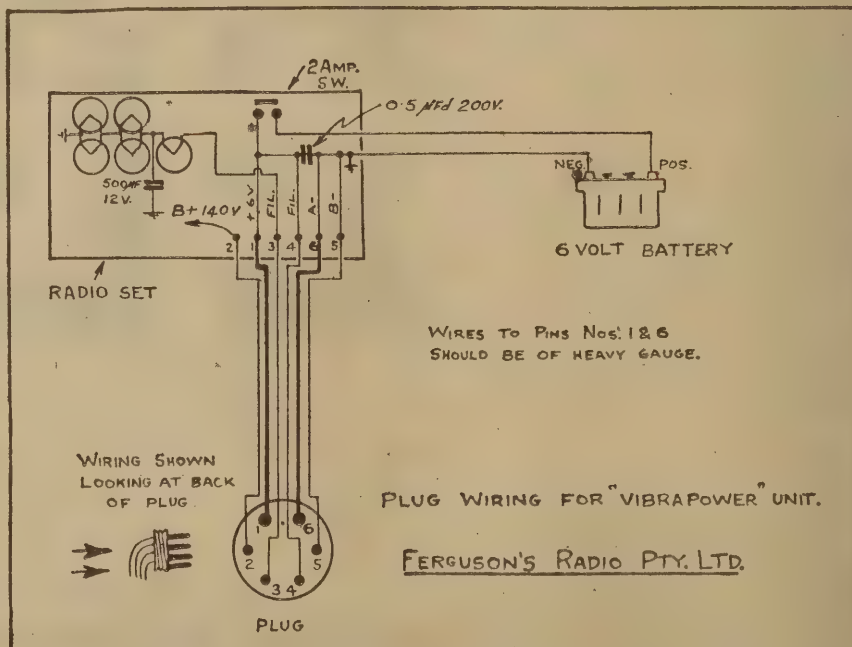 2 AMP.
SW.
0.5 µFd 200V.
NEG.
POS.
500µF
12V.
B+ 140V
+6V
FIL.
FIL.
A-
B-
2 1 3 4 6 5
6 VOLT BATTERY
RADIO SET
WIRES TO PINS NOS: 1 & 6
SHOULD BE OF HEAVY GAUGE.
WIRING SHOWN
LOOKING AT BACK
OF PLUG
PLUG WIRING FOR "VIBRAPOWER" UNIT.
FERGUSON'S RADIO PTY. LTD.
1 6
2 5
3 4
PLUG